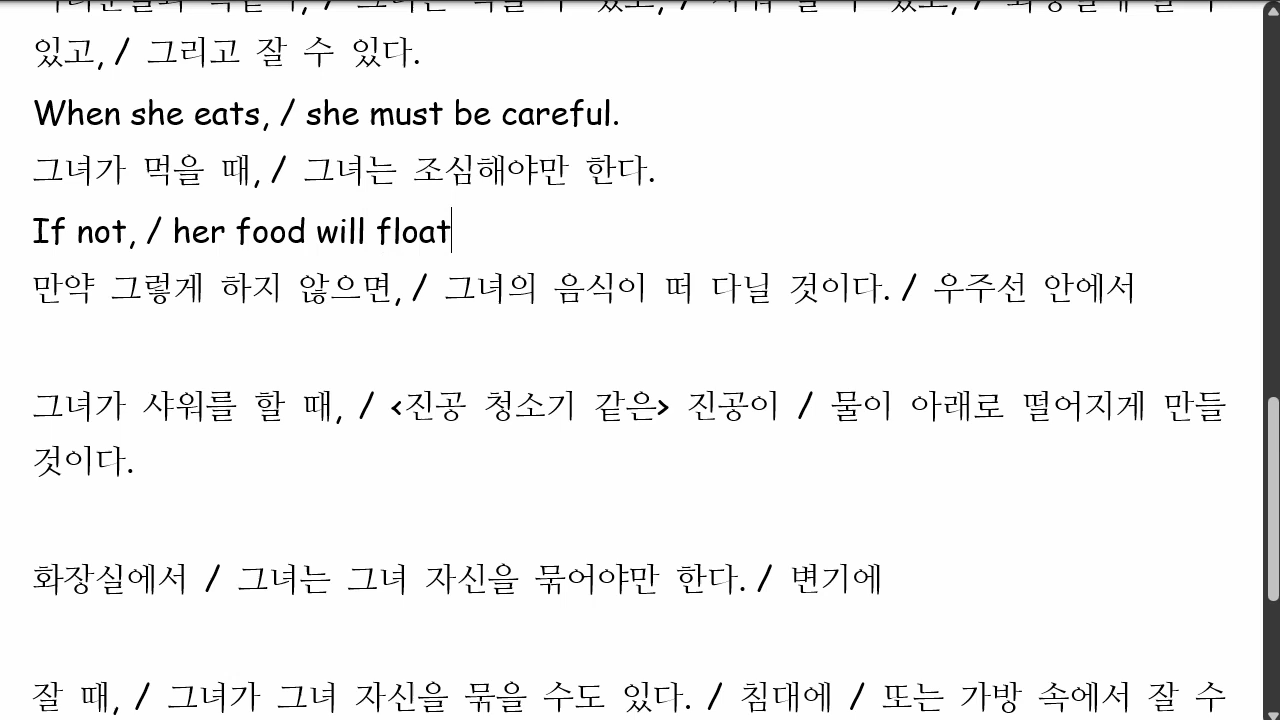 있고, / 그리고 잘 수 있다.
When she eats, / she must be careful.
그녀가 먹을 때, / 그녀는 조심해야만 한다.
If not, / her food will float
만약 그렇게 하지 않으면, / 그녀의 음식이 떠 다닐 것이다. / 우주선 안에서
그녀가 샤워를 할 때, / <진공 청소기 같은> 진공이 / 물이 아래로 떨어지게 만들
것이다.
화장실에서 / 그녀는 그녀 자신을 묶어야만 한다. / 변기에
잘 때, / 그녀가 그녀 자신을 묶을 수도 있다. / 침대에 / 또는 가방 속에서 잘 수